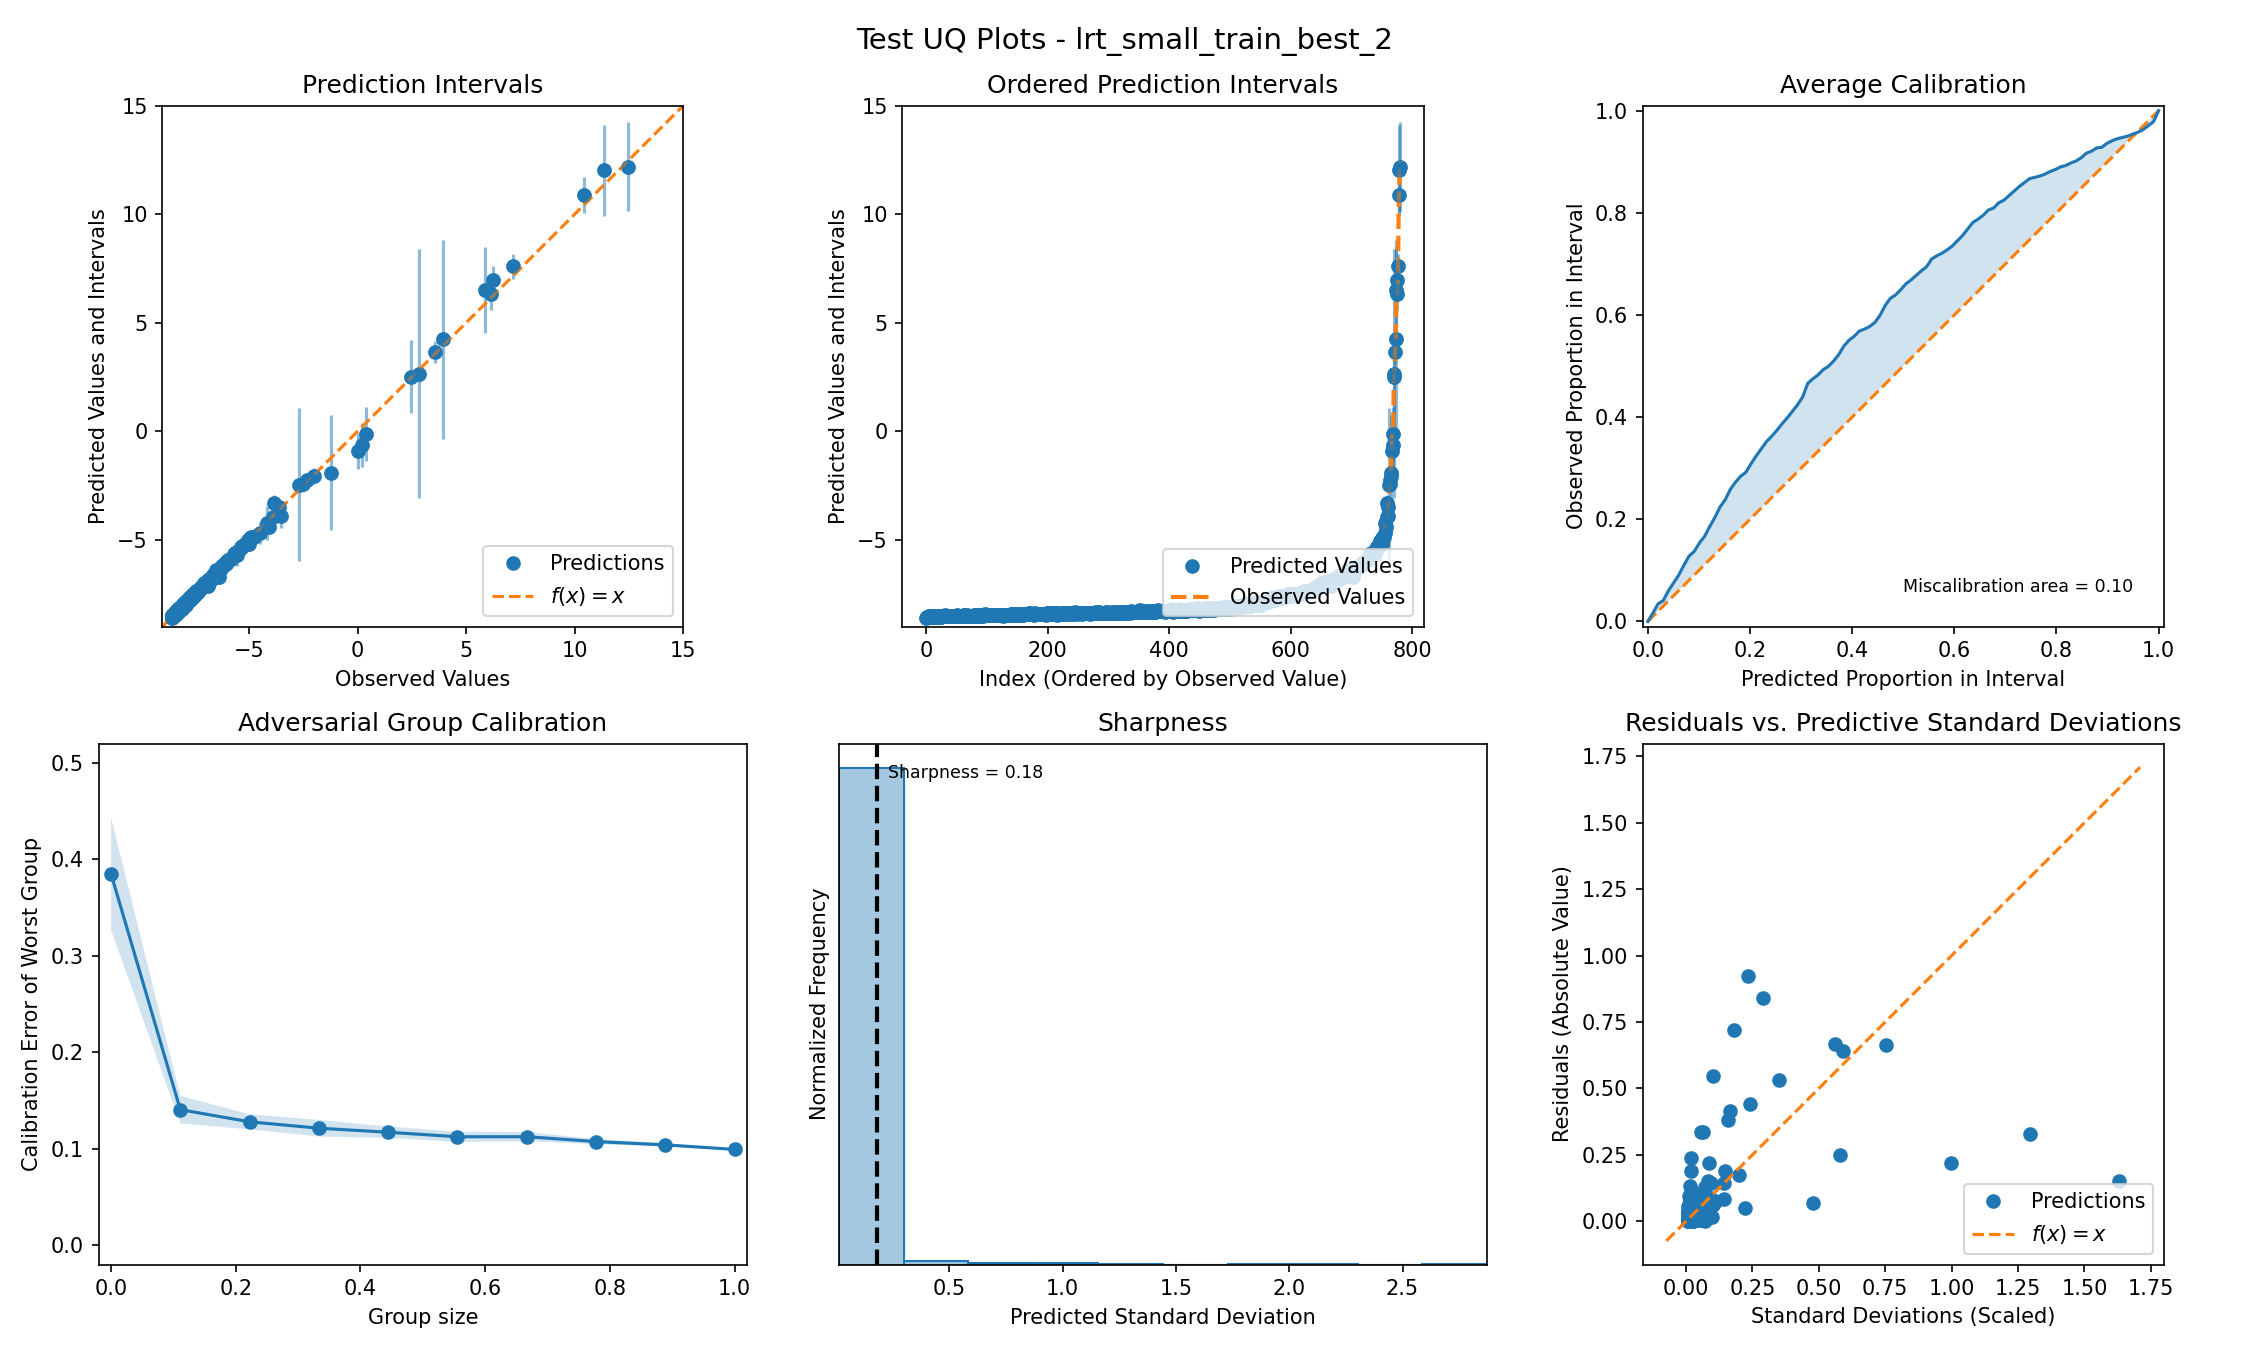 Test UQ Plots - lrt_small_train_best_2
Prediction Intervals
15
10
5
0
−5
Predicted Values and Intervals
Predictions
f(x) = x
−5
0
5
10
15
Observed Values
Ordered Prediction Intervals
15
10
5
0
−5
Predicted Values and Intervals
Predicted Values
Observed Values
0
200
400
600
800
Index (Ordered by Observed Value)
Average Calibration
1.0
0.8
0.6
0.4
0.2
0.0
Observed Proportion in Interval
Miscalibration area = 0.10
0.0
0.2
0.4
0.6
0.8
1.0
Predicted Proportion in Interval
Adversarial Group Calibration
0.5
0.4
0.3
0.2
0.1
0.0
Calibration Error of Worst Group
0.0
0.2
0.4
0.6
0.8
1.0
Group size
Sharpness
Sharpness = 0.18
Normalized Frequency
0.5
1.0
1.5
2.0
2.5
Predicted Standard Deviation
Residuals vs. Predictive Standard Deviations
1.75
1.50
1.25
1.00
0.75
0.50
0.25
0.00
Residuals (Absolute Value)
Predictions
f(x) = x
0.00
0.25
0.50
0.75
1.00
1.25
1.50
1.75
Standard Deviations (Scaled)